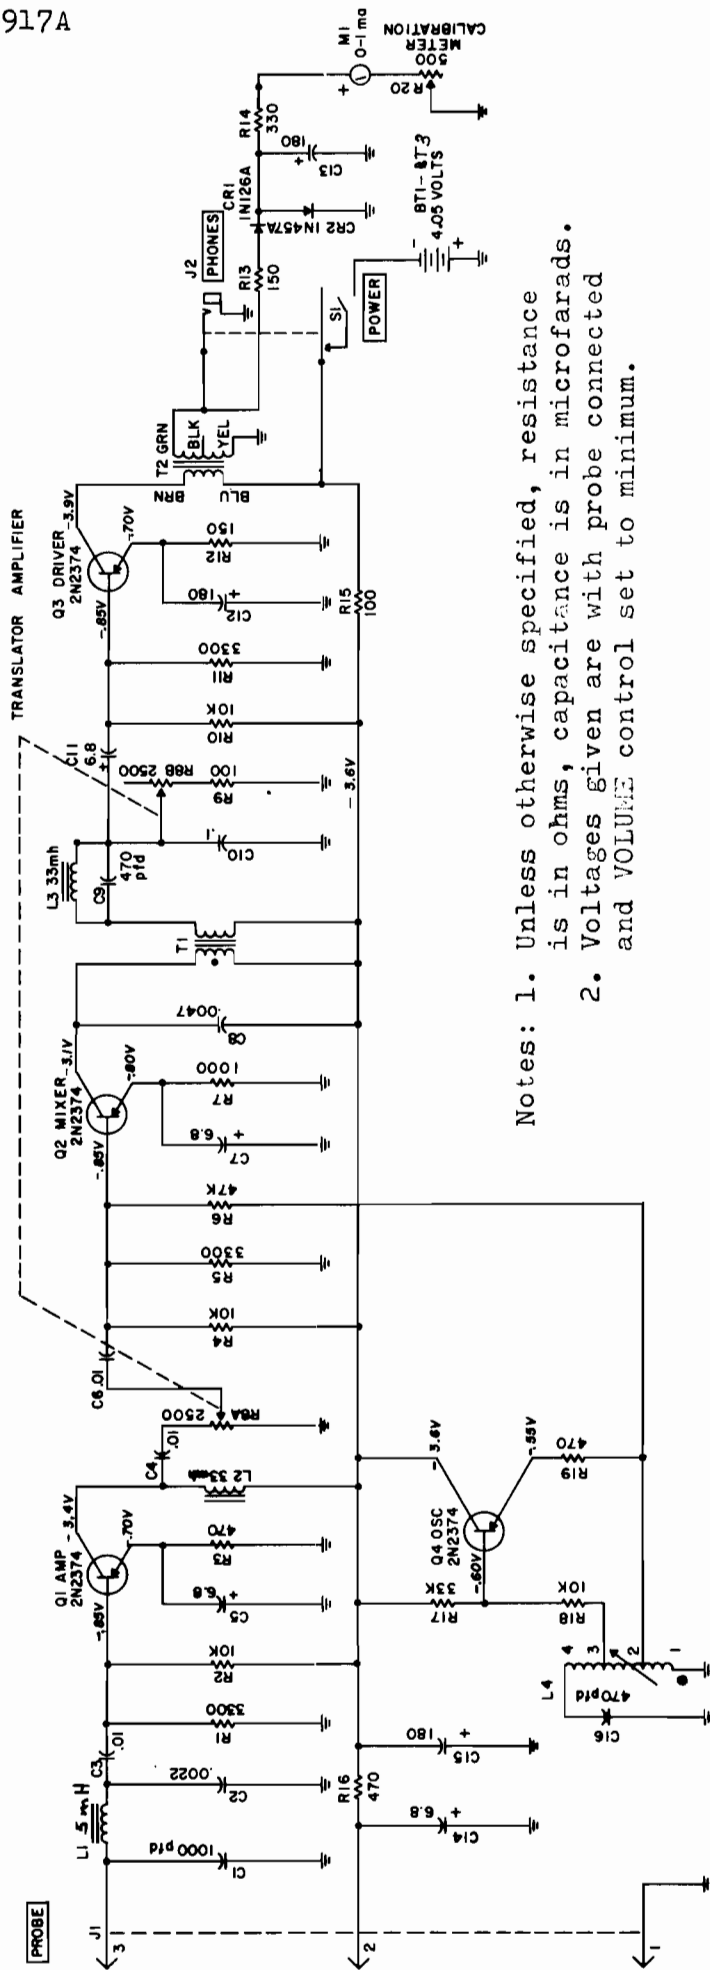 917A
TRANSLATOR AMPLIFIER
PROBE
J1
3
L1 .5 mH
C1
1000 pfd
C2
.0022
C3
.01
R1
3300
R2
10K
-.85V
Q1 AMP
2N2374
-3.4V
-.70V
C5
6.8
+
R3
470
L2 33mh
C4
.01
R8A
2500
C6 .01
R4
10K
R5
3300
R6
47K
-.85V
Q2 MIXER
2N2374
-3.1V
-.80V
C7
6.8
+
R7
1000
C8
.0047
T1
L3 33mh
C9
470
pfd
C10
.1
R8B 2500
R9
100
C11
6.8
+
R10
10K
R11
3300
-.85V
Q3 DRIVER
2N2374
-3.9V
-.70V
C12
180
+
R12
150
BRN
BLU
T2 GRN
BLK
YEL
J2
PHONES
R13
150
CR1
1N126A
CR2 1N457A
C13
180
+
R14
330
M1
0-1 ma
+
R20
500
METER
CALIBRATION
S1
POWER
BT1-BT3
4.05 VOLTS
-
+
R15
100
-3.6V
2
R16
470
C14
6.8
+
C15
180
+
R17
33K
R18
10K
-.60V
Q4 OSC
2N2374
-3.6V
-.55V
R19
470
L4
4
3
2
1
C16
470pfd
1
Notes: 1. Unless otherwise specified, resistance
is in ohms, capacitance is in microfarads.
2. Voltages given are with probe connected
and VOLUME control set to minimum.